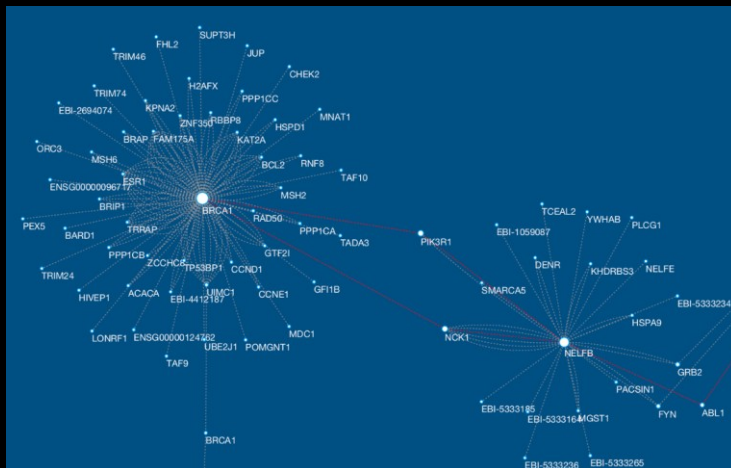 SUPT3H
FHL2
TRIM46
JUP
CHEK2
H2AFX
TRIM74
PPP1CC
EBI-2694074
KPNA2
MNAT1
ZNF350
RBBP8
HSPD1
BRAP
FAM175A
KAT2A
ORC3
MSH6
BCL2
RNF8
TAF10
ESR1
ENSG00000096717
MSH2
BRIP1
BRCA1
RAD50
PEX5
BARD1
TRRAP
PPP1CA
TADA3
PIK3R1
PPP1CB
GTF2I
ZCCHC8
TP53BP1
CCND1
TRIM24
UIMC1
GFI1B
HIVEP1
ACACA
EBI-4412187
CCNE1
LONRF1
ENSG00000124762
UBE2J1
POMGNT1
MDC1
TAF9
BRCA1
TCEAL2
YWHAB
PLCG1
EBI-1059087
DENR
KHDRBS3
NELFE
SMARCA5
EBI-5333234
HSPA9
NCK1
NELFB
GRB2
PACSIN1
EBI-5333185
EBI-5333164
MGST1
FYN
ABL1
EBI-5333236
EBI-5333265